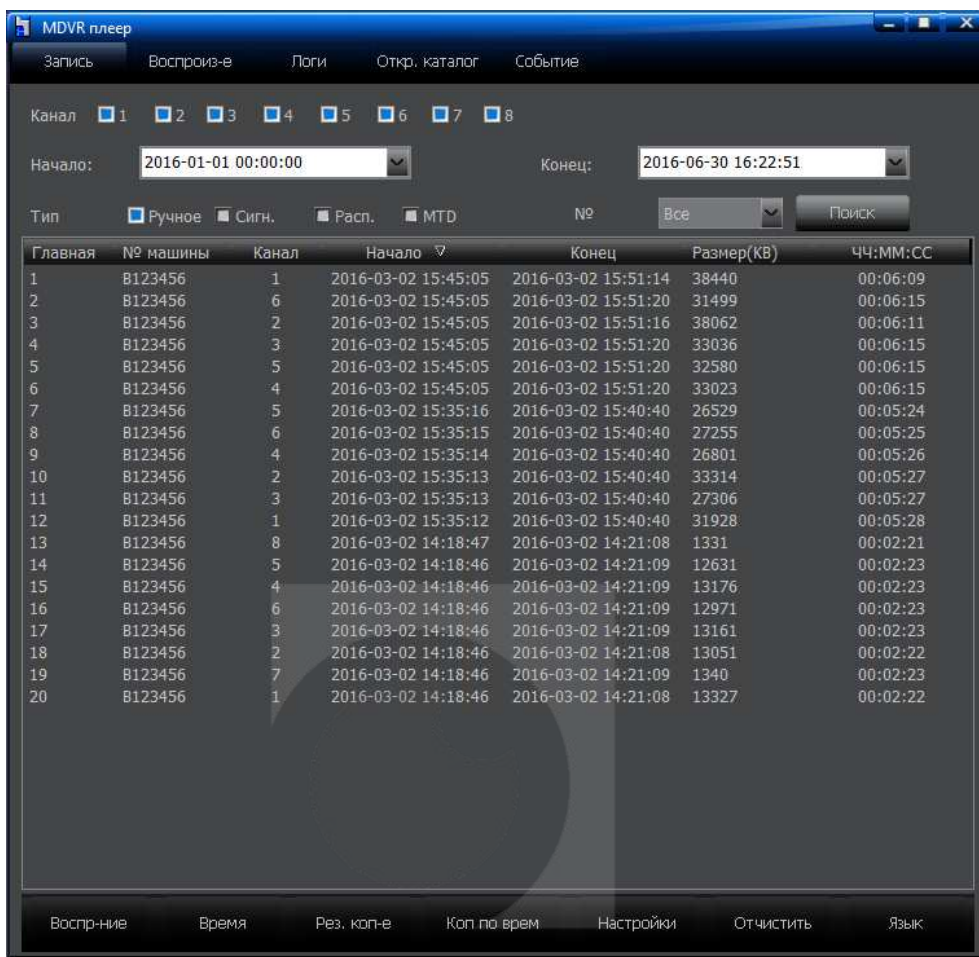 MDVR плеер
Запись Воспроиз-е Логи Откр. каталог Событие
Канал 1 2 3 4 5 6 7 8
Начало: 2016-01-01 00:00:00 Конец: 2016-06-30 16:22:51
Тип Ручное Сигн. Расп. MTD № Все Поиск
Главная № машины Канал Начало Конец Размер(KB) ЧЧ:ММ:СС
1 B123456 1 2016-03-02 15:45:05 2016-03-02 15:51:14 38440 00:06:09
2 B123456 6 2016-03-02 15:45:05 2016-03-02 15:51:20 31499 00:06:15
3 B123456 2 2016-03-02 15:45:05 2016-03-02 15:51:16 38062 00:06:11
4 B123456 3 2016-03-02 15:45:05 2016-03-02 15:51:20 33036 00:06:15
5 B123456 5 2016-03-02 15:45:05 2016-03-02 15:51:20 32580 00:06:15
6 B123456 4 2016-03-02 15:45:05 2016-03-02 15:51:20 33023 00:06:15
7 B123456 5 2016-03-02 15:35:16 2016-03-02 15:40:40 26529 00:05:24
8 B123456 6 2016-03-02 15:35:15 2016-03-02 15:40:40 27255 00:05:25
9 B123456 4 2016-03-02 15:35:14 2016-03-02 15:40:40 26801 00:05:26
10 B123456 2 2016-03-02 15:35:13 2016-03-02 15:40:40 33314 00:05:27
11 B123456 3 2016-03-02 15:35:13 2016-03-02 15:40:40 27306 00:05:27
12 B123456 1 2016-03-02 15:35:12 2016-03-02 15:40:40 31928 00:05:28
13 B123456 8 2016-03-02 14:18:47 2016-03-02 14:21:08 1331 00:02:21
14 B123456 5 2016-03-02 14:18:46 2016-03-02 14:21:09 12631 00:02:23
15 B123456 4 2016-03-02 14:18:46 2016-03-02 14:21:09 13176 00:02:23
16 B123456 6 2016-03-02 14:18:46 2016-03-02 14:21:09 12971 00:02:23
17 B123456 3 2016-03-02 14:18:46 2016-03-02 14:21:09 13161 00:02:23
18 B123456 2 2016-03-02 14:18:46 2016-03-02 14:21:08 13051 00:02:22
19 B123456 7 2016-03-02 14:18:46 2016-03-02 14:21:09 1340 00:02:23
20 B123456 1 2016-03-02 14:18:46 2016-03-02 14:21:08 13327 00:02:22
Воспр-ние Время Рез. коп-е Коп по врем Настройки Отчистить Язык